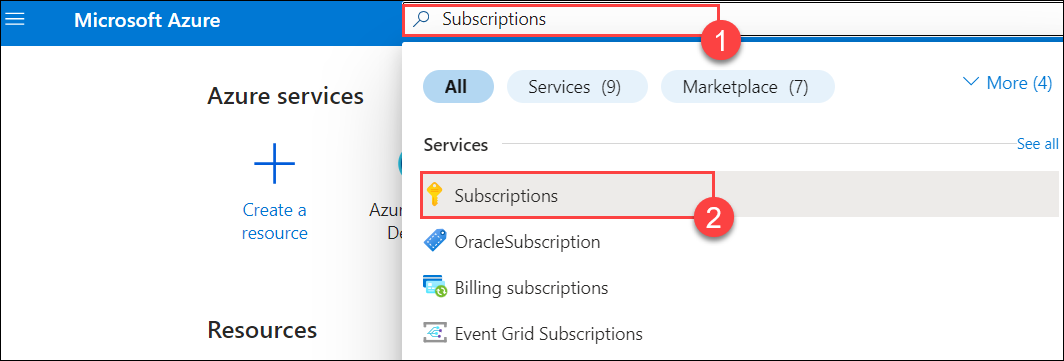 Microsoft Azure
Subscriptions
1
All
Services (9)
Marketplace (7)
More (4)
Azure services
Services
See all
Create a
resource
Azu
De
Subscriptions
2
OracleSubscription
Billing subscriptions
Event Grid Subscriptions
Resources